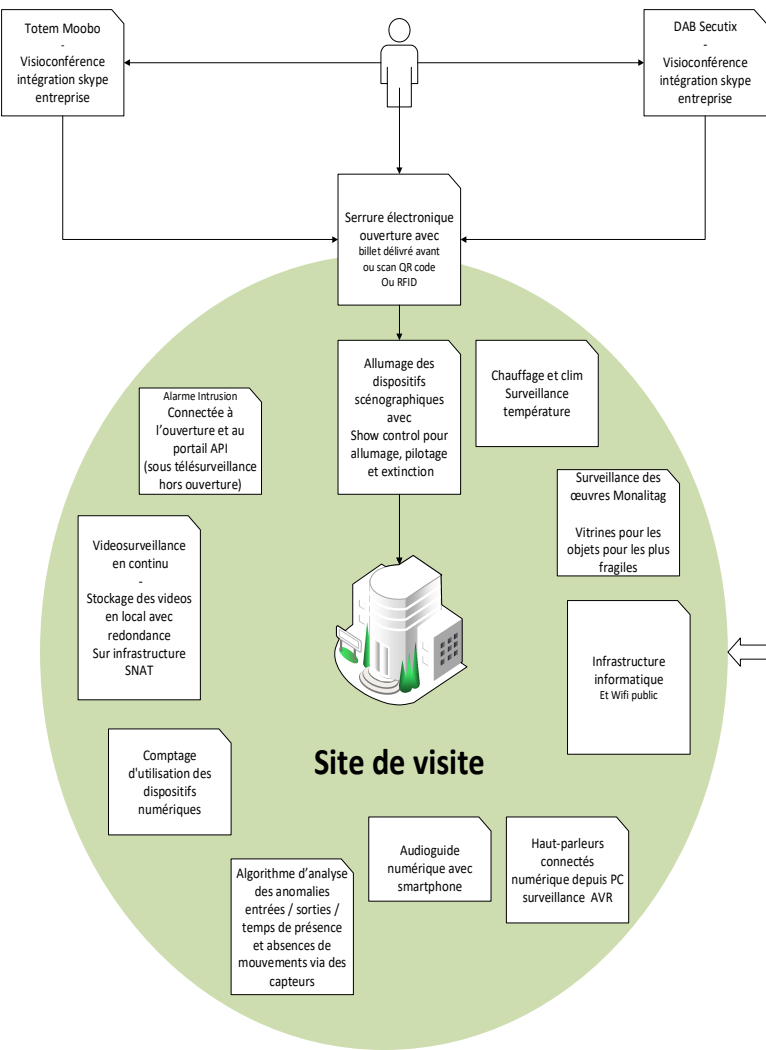 Totem Moobo
-
Visioconférence
intégration skype
entreprise
DAB Secutix
-
Visioconférence
intégration skype
entreprise
Serrure électronique
ouverture avec
billet délivré avant
ou scan QR code
Ou RFID
Allumage des
dispositifs
scénographiques
avec
Show control pour
allumage, pilotage
et extinction
Chauffage et clim
Surveillance
température
Alarme Intrusion
Connectée à
l’ouverture et au
portail API
(sous télésurveillance
hors ouverture)
Surveillance des
œuvres Monalitag
Vitrines pour les
objets pour les plus
fragiles
Videosurveillance
en continu
-
Stockage des videos
en local avec
redondance
Sur infrastructure
SNAT
Infrastructure
informatique
Et Wifi public
Site de visite
Comptage
d'utilisation des
dispositifs
numériques
Audioguide
numérique avec
smartphone
Haut-parleurs
connectés
numérique depuis PC
surveillance AVR
Algorithme d’analyse
des anomalies
entrées / sorties /
temps de présence
et absences de
mouvements via des
capteurs